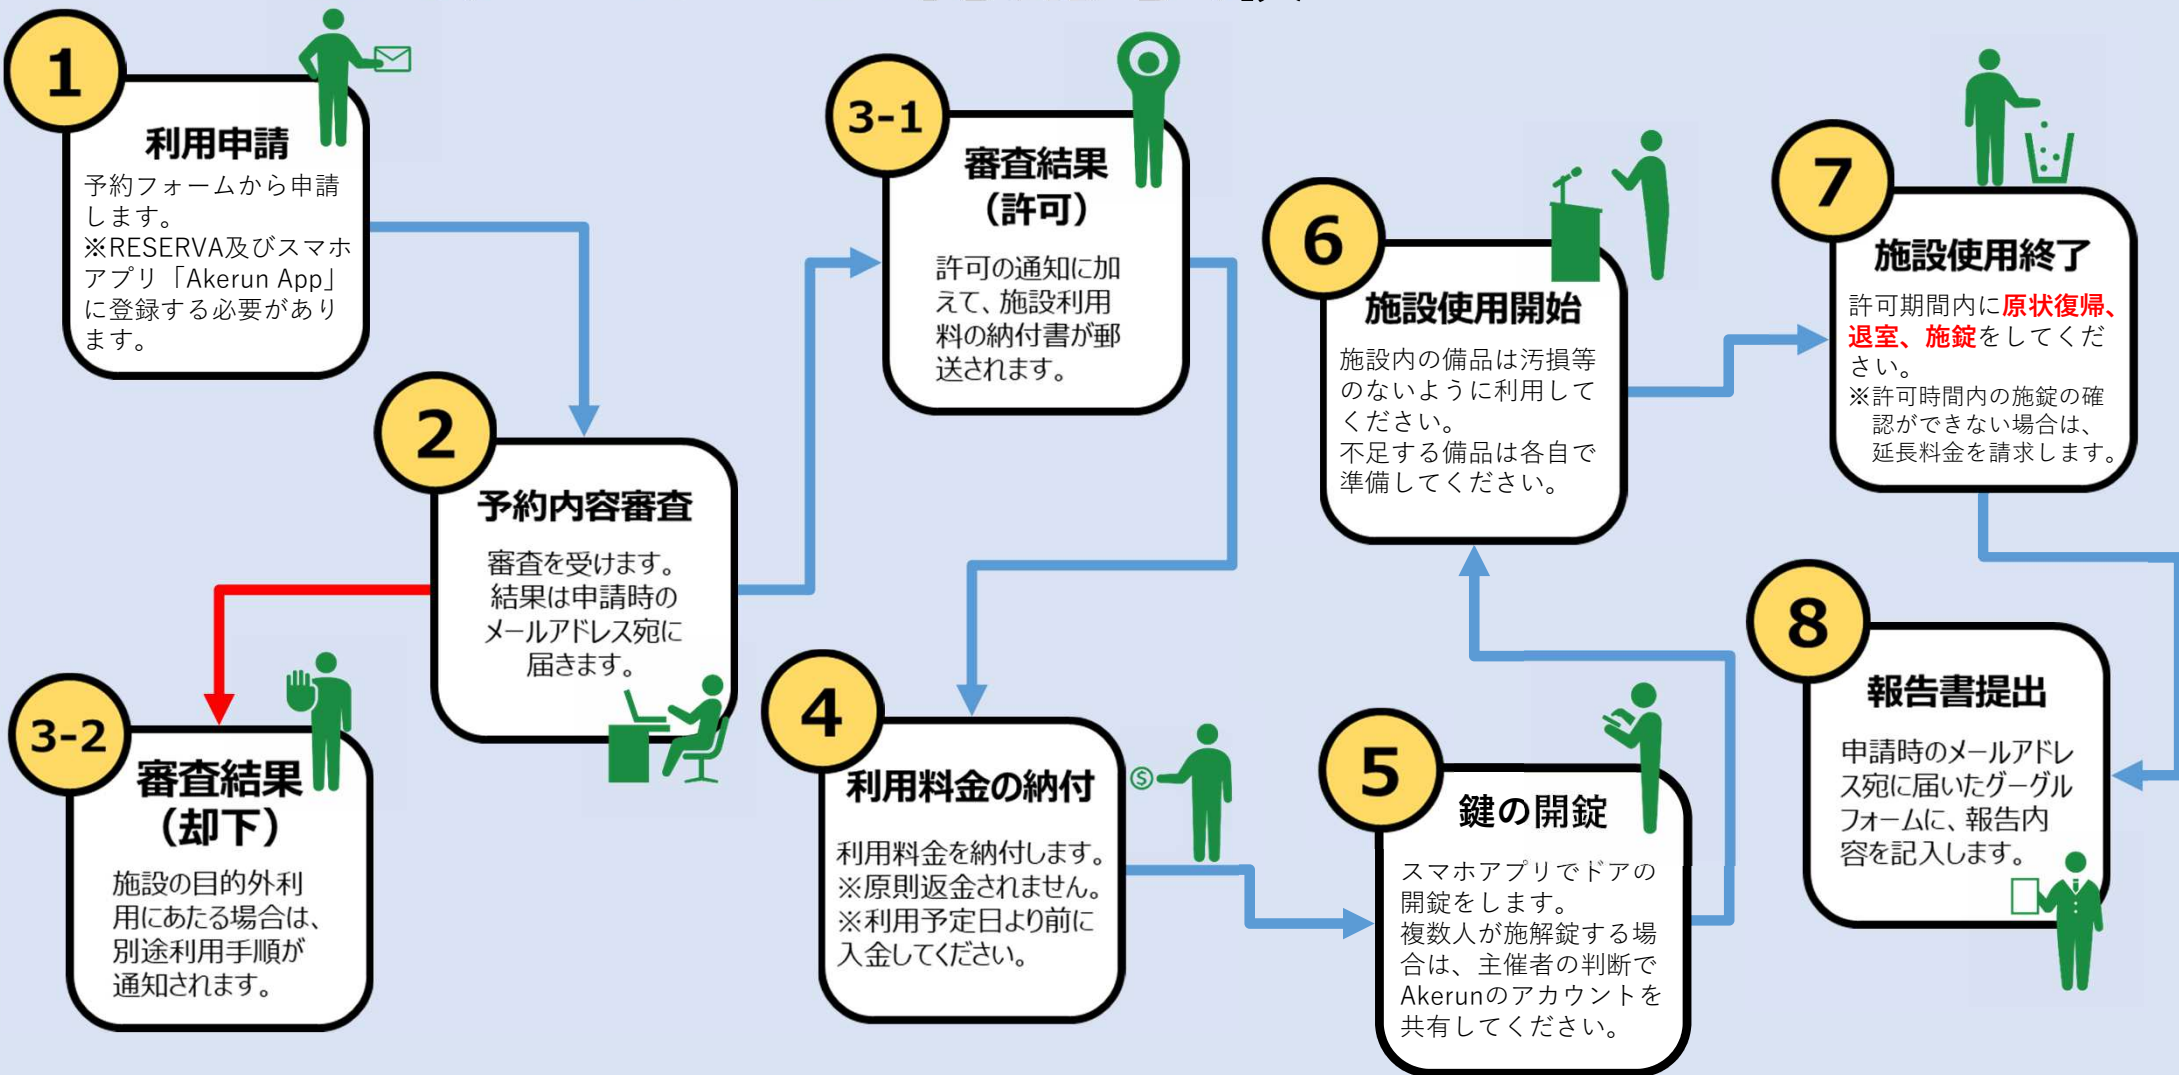 1
利用申請
予約フォームから申請
します。
※RESERVA及びスマホ
アプリ「Akerun App」
に登録する必要があり
ます。
2
予約内容審査
審査を受けます。
結果は申請時の
メールアドレス宛に
届きます。
3-1
審査結果
（許可）
許可の通知に加
えて、施設利用
料の納付書が郵
送されます。
3-2
審査結果
（却下）
施設の目的外利
用にあたる場合は、
別途利用手順が
通知されます。
4
利用料金の納付
利用料金を納付します。
※原則返金されません。
※利用予定日より前に
入金してください。
$
5
鍵の開錠
スマホアプリでドアの
開錠をします。
複数人が施解錠する場
合は、主催者の判断で
Akerunのアカウントを
共有してください。
6
施設使用開始
施設内の備品は汚損等
のないように利用して
ください。
不足する備品は各自で
準備してください。
7
施設使用終了
許可期間内に原状復帰、
退室、施錠をしてくだ
さい。
※許可時間内の施錠の確
認ができない場合は、
延長料金を請求します。
8
報告書提出
申請時のメールアドレ
ス宛に届いたグーグル
フォームに、報告内
容を記入します。